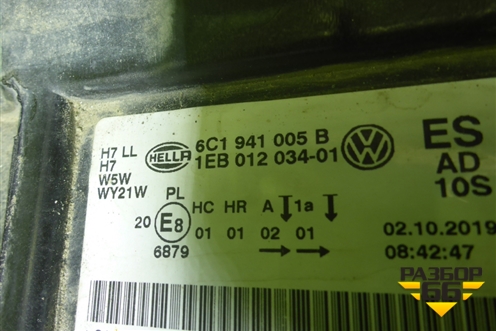 H7 LL
H7
W5W
WY21W
HELLA
6C1 941 005 B
1EB 012 034-01
ES
AD
10S
PL
20 E8
6879
HC HR A 1a
01 01 02 01
02.10.2019
08:42:47
РАЗБОР
66